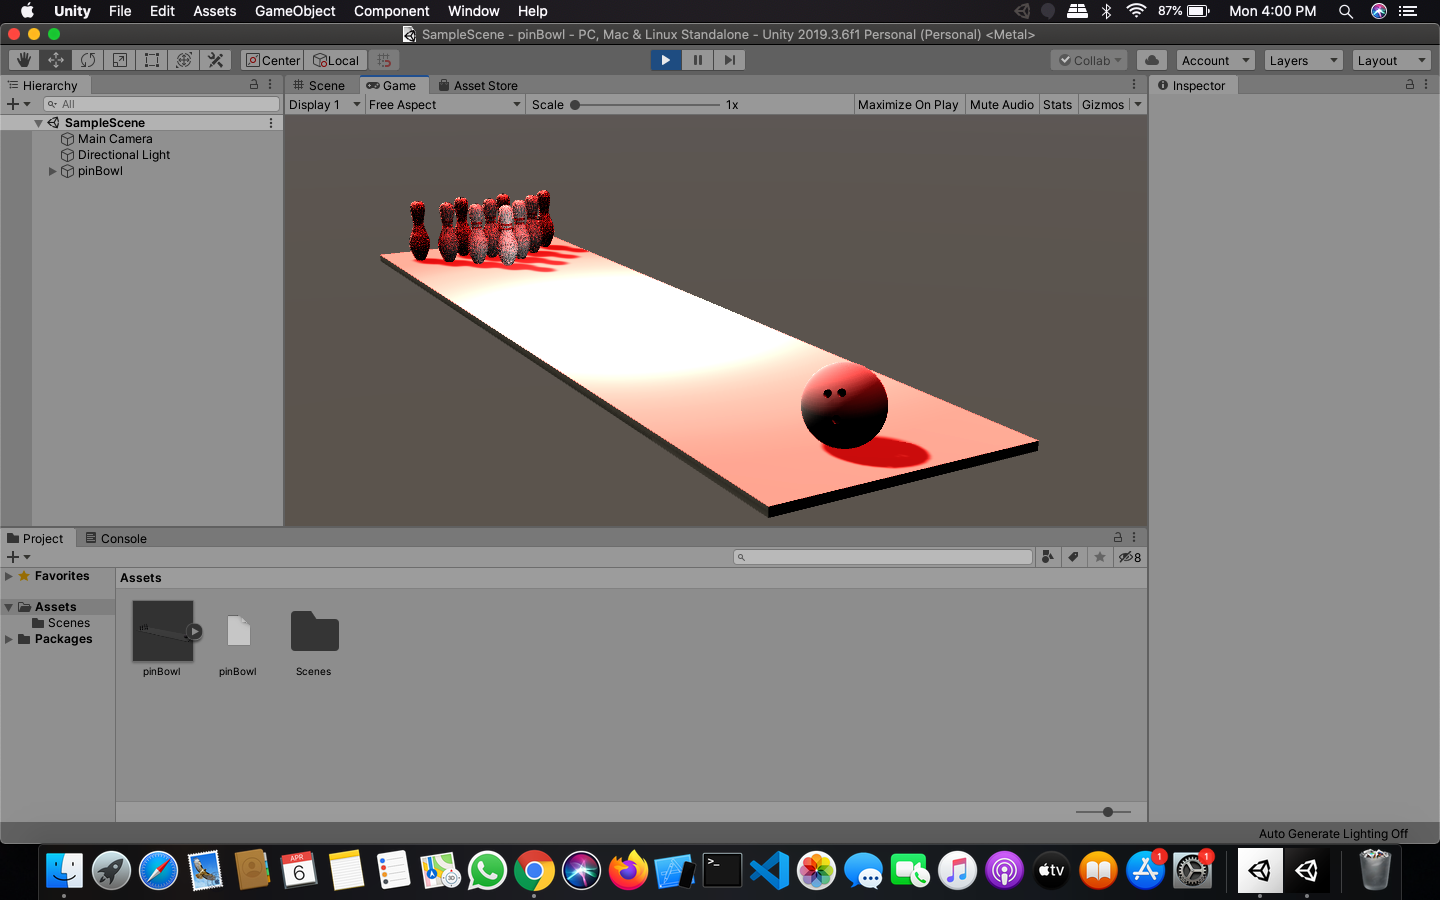 Unity File Edit Assets GameObject Component Window Help 87% Mon 4:00 PM
SampleScene - pinBowl - PC, Mac & Linux Standalone - Unity 2019.3.6f1 Personal (Personal) <Metal>
Center Local Collab Account Layers Layout
Hierarchy Scene Game Asset Store Inspector
All Display 1 Free Aspect Scale 1x Maximize On Play Mute Audio Stats Gizmos
SampleScene
Main Camera
Directional Light
pinBowl
Project Console
8
Favorites Assets
Assets
Scenes
Packages
pinBowl pinBowl Scenes
Auto Generate Lighting Off
APR
6
30
>_
tv
1
1